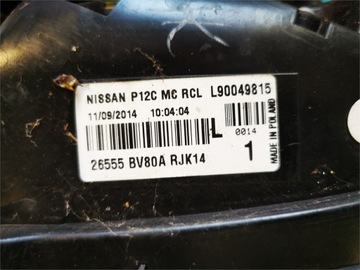 NISSAN P12C MC RCL L90049815
11/09/2014 10:04:04
L
0014
26555 BV80A RJK14
1
MADE IN POLAND